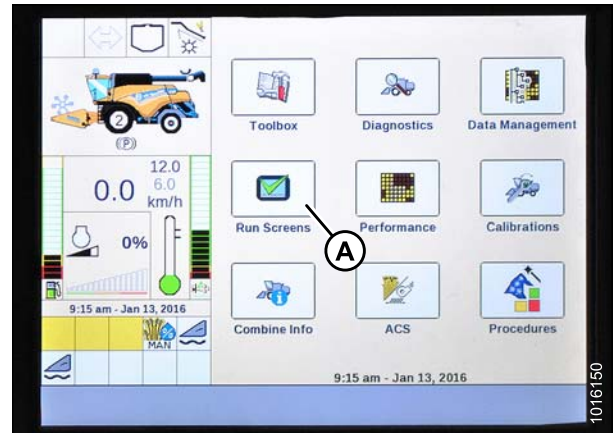 Toolbox
Diagnostics
Data Management
2
(P)
12.0
6.0
0.0
km/h
Run Screens
Performance
Calibrations
A
0%
9:15 am - Jan 13, 2016
MAN
Combine Info
ACS
Procedures
9:15 am - Jan 13, 2016
1016150